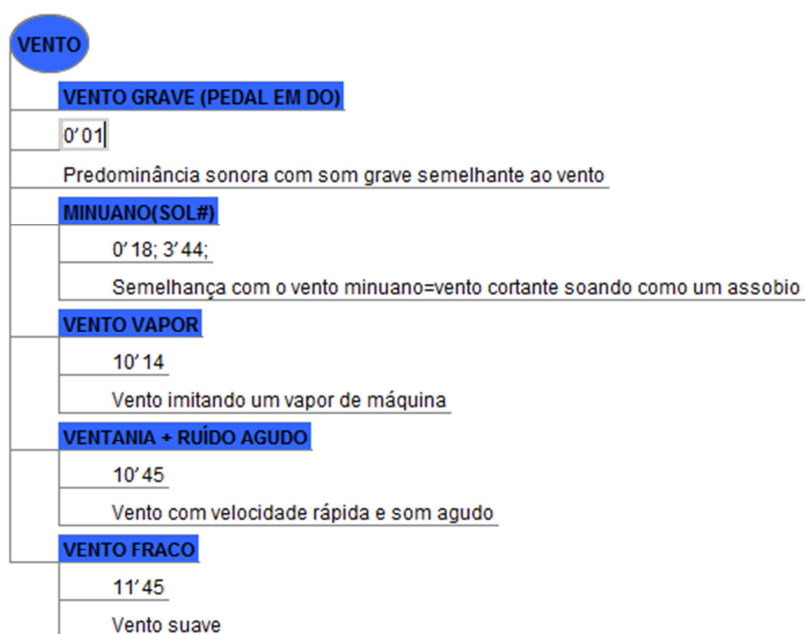 VENTO
VENTO GRAVE (PEDAL EM DO)
0’01
Predominância sonora com som grave semelhante ao vento
MINUANO(SOL#)
0’18; 3’44;
Semelhança com o vento minuano=vento cortante soando como um assobio
VENTO VAPOR
10’14
Vento imitando um vapor de máquina
VENTANIA + RUÍDO AGUDO
10’45
Vento com velocidade rápida e som agudo
VENTO FRACO
11’45
Vento suave